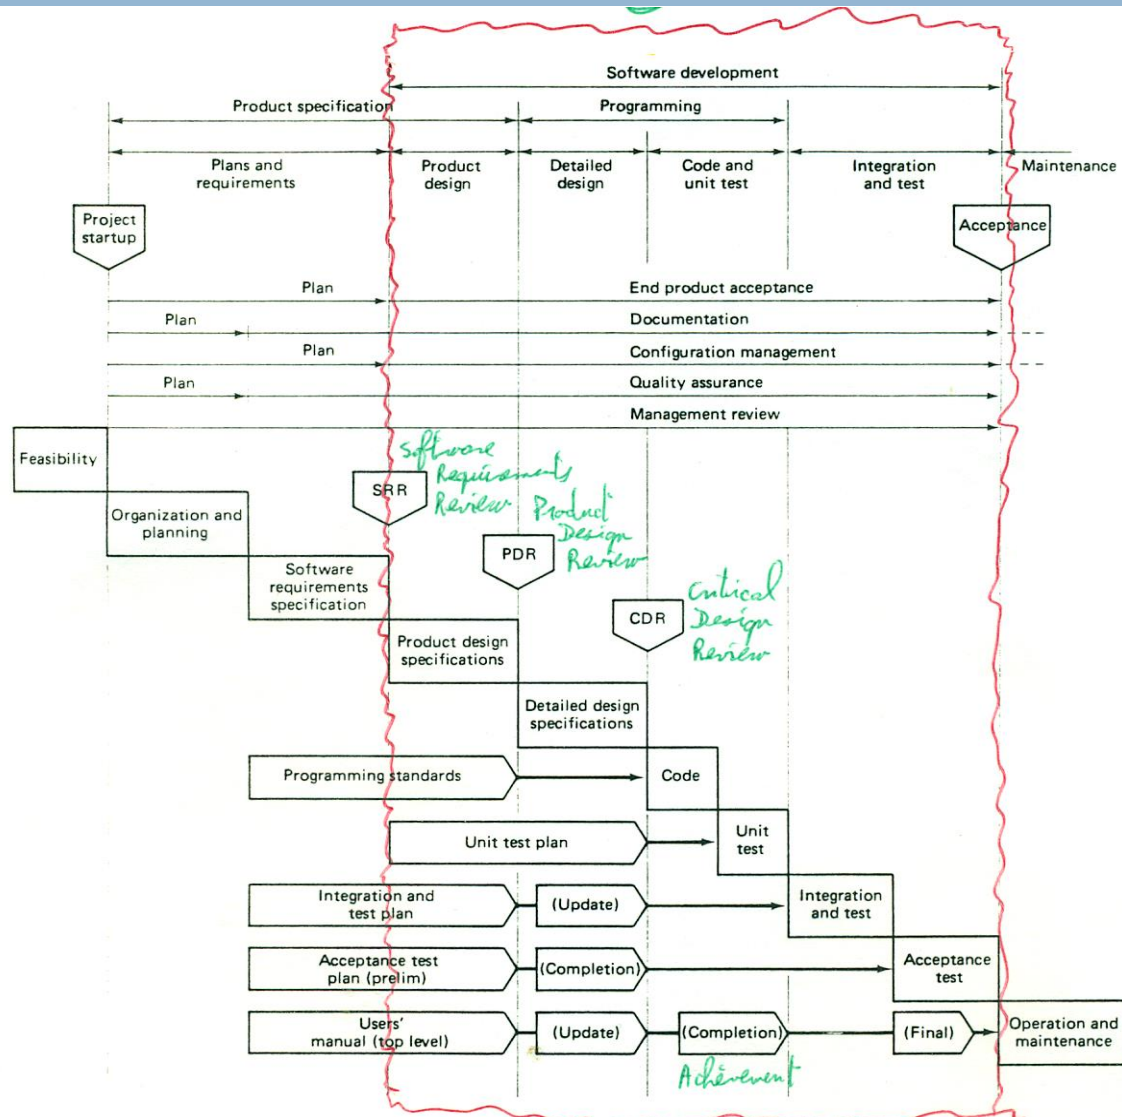 Software development
Product specification
Programming
Plans and
requirements
Product
design
Detailed
design
Code and
unit test
Integration
and test
Maintenance
Project
startup
Acceptance
Plan
End product acceptance
Plan
Documentation
Plan
Configuration management
Plan
Quality assurance
Management review
Feasibility
Software
Requirements
Review
SRR
Organization and
planning
Product
Design
Review
PDR
Software
requirements
specification
Critical
Design
Review
CDR
Product design
specifications
Detailed design
specifications
Programming standards
Code
Unit test plan
Unit
test
Integration and
test plan
(Update)
Integration
and test
Acceptance test
plan (prelim)
(Completion)
Acceptance
test
Users'
manual (top level)
(Update)
(Completion)
(Final)
Operation and
maintenance
Achèvement